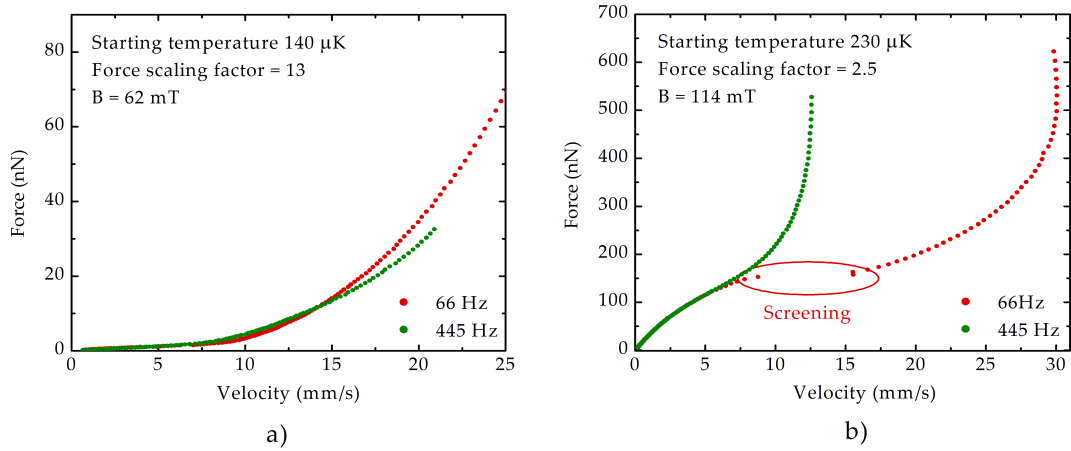 Starting temperature 140 μK
Force scaling factor = 13
B = 62 mT
80
60
40
20
0
Force (nN)
0
5
10
15
20
25
Velocity (mm/s)
66 Hz
445 Hz
a)
Starting temperature 230 μK
Force scaling factor = 2.5
B = 114 mT
700
600
500
400
300
200
100
0
Force (nN)
Screening
66Hz
445 Hz
0
5
10
15
20
25
30
Velocity (mm/s)
b)